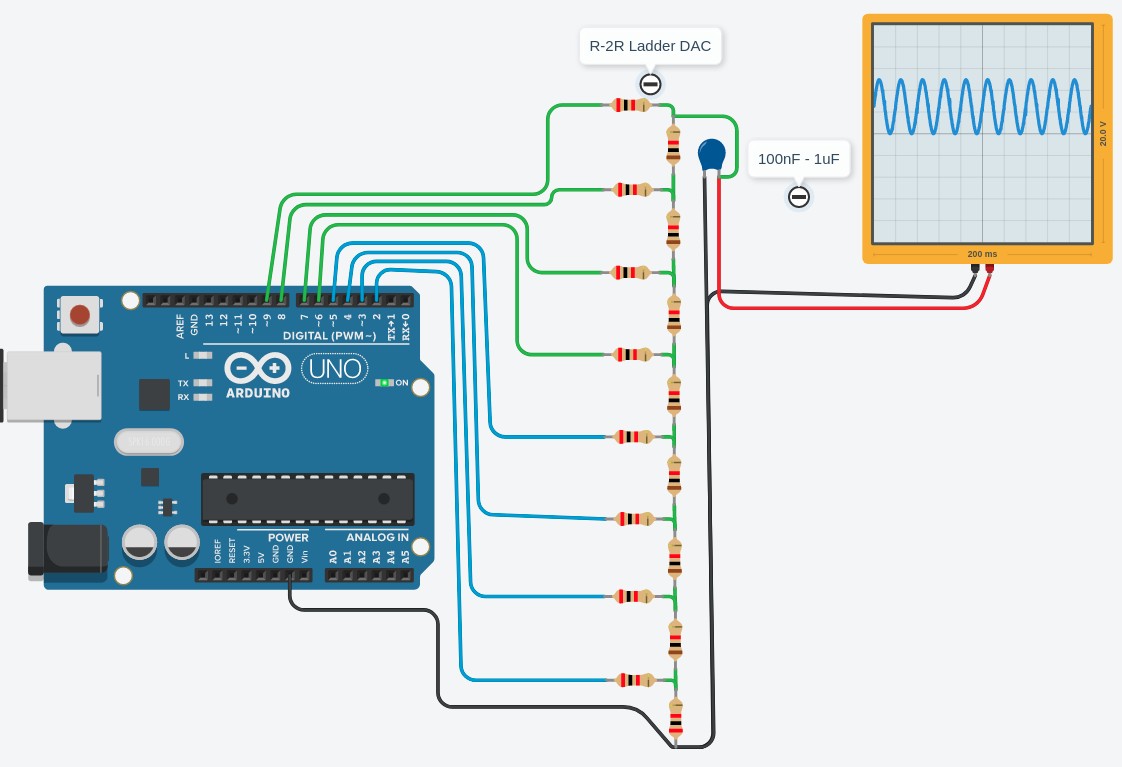 R-2R Ladder DAC
100nF - 1uF
20.0 V
200 ms
AREF
GND
13
12
~11
~10
~9
8
7
~6
~5
4
~3
2
TX→1
RX←0
DIGITAL (PWM~)
L
TX
RX
ARDUINO
UNO
ON
POWER
ANALOG IN
IOREF
RESET
3.3V
5V
GND
GND
Vin
A0
A1
A2
A3
A4
A5